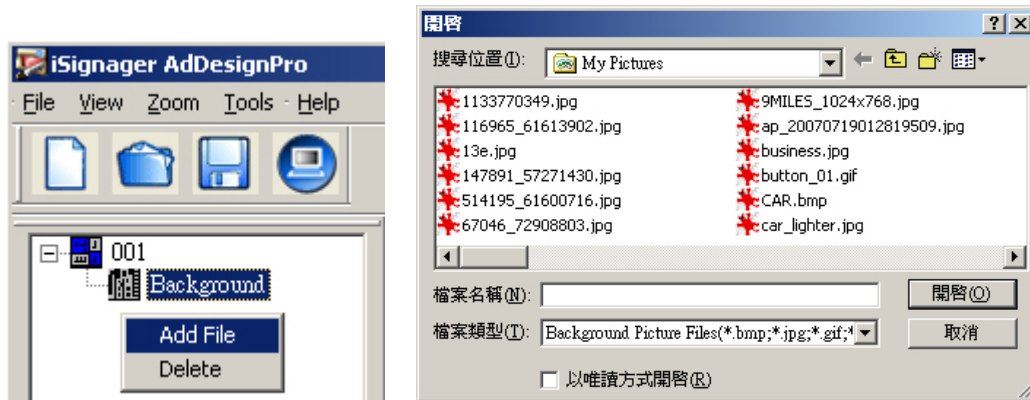 iSignager AdDesignPro
File View Zoom Tools Help
001
Background
Add File
Delete
開啓
搜尋位置(I): My Pictures
1133770349.jpg
116965_61613902.jpg
13e.jpg
147891_57271430.jpg
514195_61600716.jpg
67046_72908803.jpg
9MILES_1024x768.jpg
ap_20070719012819509.jpg
business.jpg
button_01.gif
CAR.bmp
car_lighter.jpg
檔案名稱(N): 開啓(O)
檔案類型(T): Background Picture Files(*.bmp;*.jpg;*.gif;* 取消
以唯讀方式開啓(R)